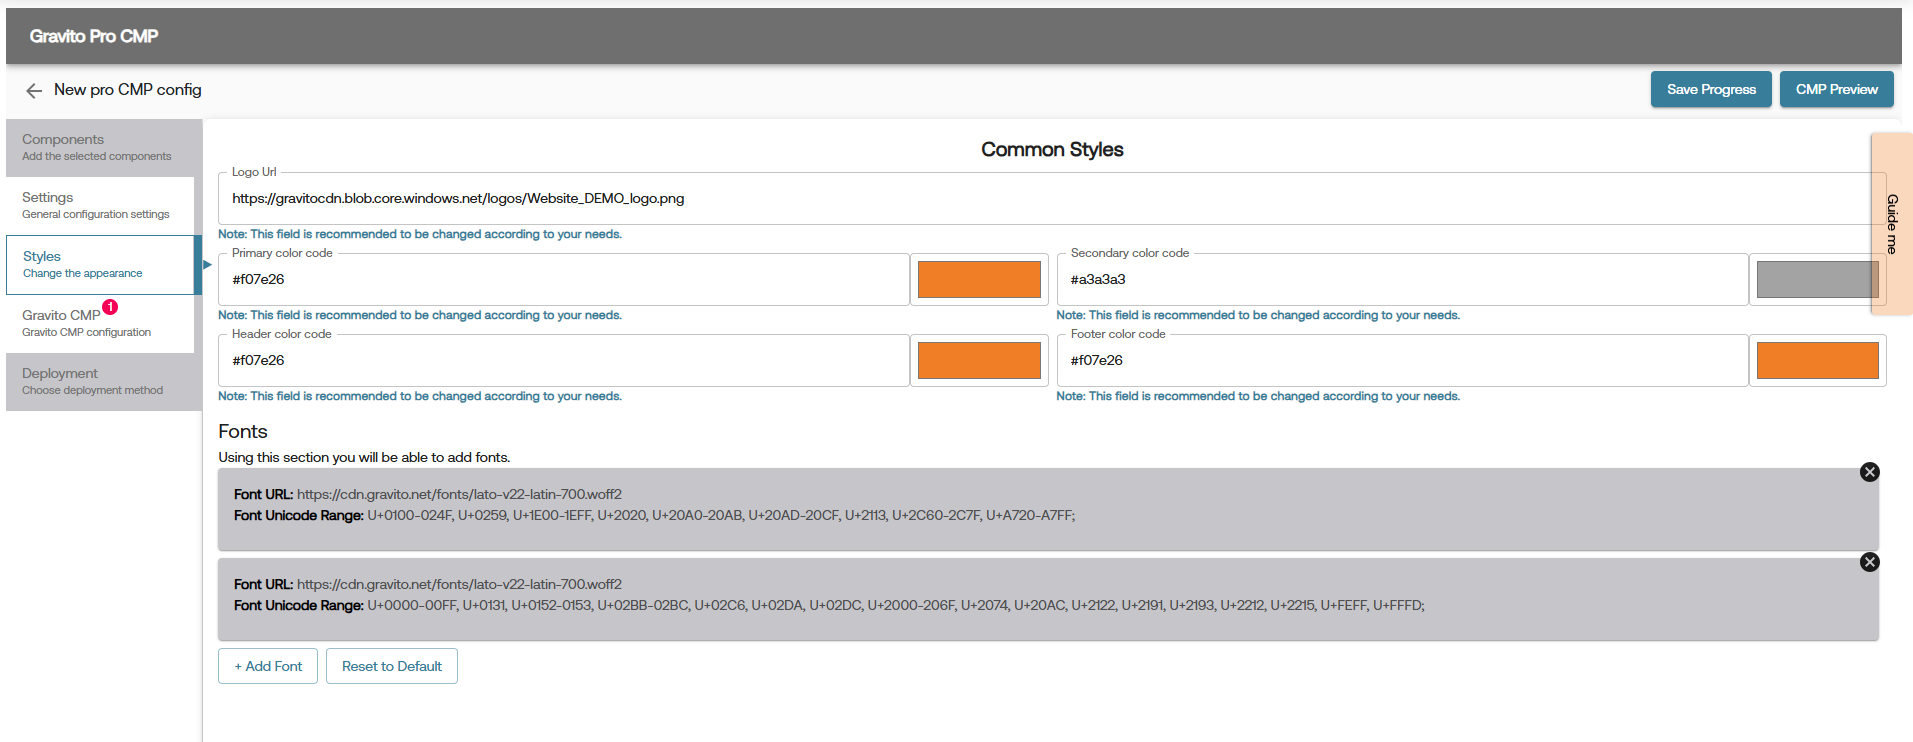 Gravito Pro CMP
New pro CMP config
Save Progress
CMP Preview
Components
Add the selected components
Settings
General configuration settings
Styles
Change the appearance
Gravito CMP
1
Gravito CMP configuration
Deployment
Choose deployment method
Common Styles
Logo Url
https://gravitocdn.blob.core.windows.net/logos/Website_DEMO_logo.png
Note: This field is recommended to be changed according to your needs.
Primary color code
#f07e26
Note: This field is recommended to be changed according to your needs.
Secondary color code
#a3a3a3
Note: This field is recommended to be changed according to your needs.
Header color code
#f07e26
Note: This field is recommended to be changed according to your needs.
Footer color code
#f07e26
Note: This field is recommended to be changed according to your needs.
Guide me
Fonts
Using this section you will be able to add fonts.
Font URL: https://cdn.gravito.net/fonts/lato-v22-latin-700.woff2
Font Unicode Range: U+0100-024F, U+0259, U+1E00-1EFF, U+2020, U+20A0-20AB, U+20AD-20CF, U+2113, U+2C60-2C7F, U+A720-A7FF;
Font URL: https://cdn.gravito.net/fonts/lato-v22-latin-700.woff2
Font Unicode Range: U+0000-00FF, U+0131, U+0152-0153, U+02BB-02BC, U+02C6, U+02DA, U+02DC, U+2000-206F, U+2074, U+20AC, U+2122, U+2191, U+2193, U+2212, U+2215, U+FEFF, U+FFFD;
+ Add Font
Reset to Default